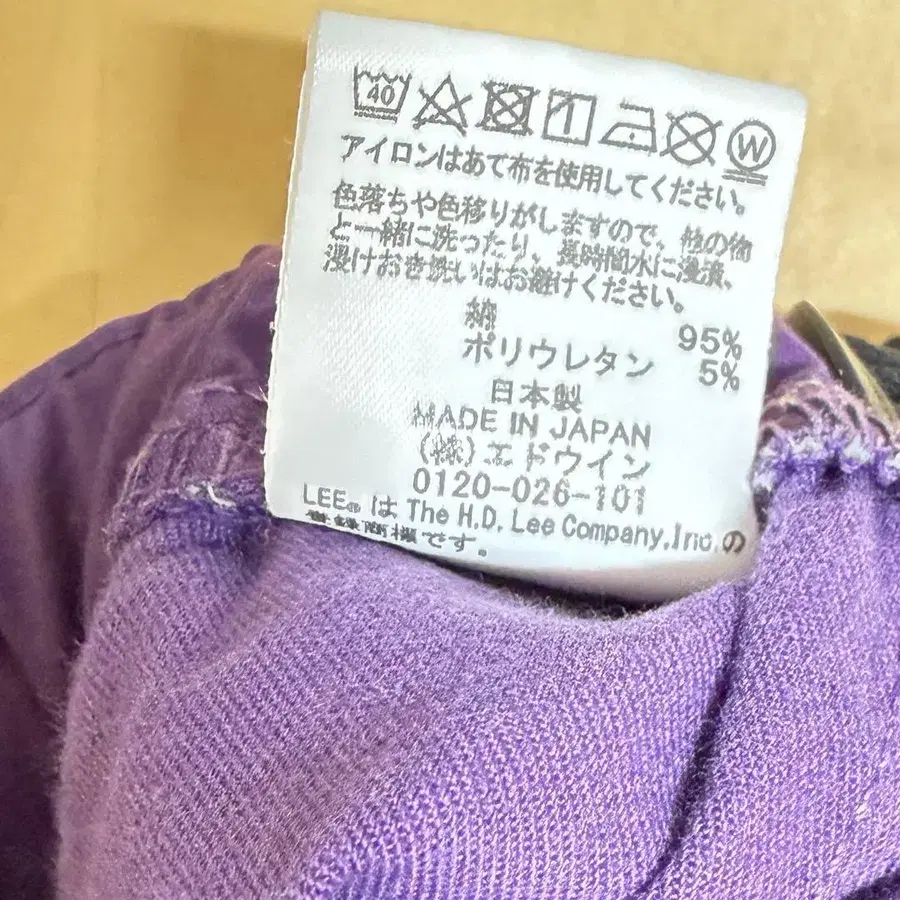 40 W
アイロンはあて布を使用してください。
色落ちや色移りがしますので、他の物
と一緒に洗ったり、長時間水に浸漬、
浸けおき洗いはお避けください。
綿 95%
ポリウレタン 5%
日本製
MADE IN JAPAN
(株)エドウイン
0120-026-101
LEE®は The H.D. Lee Company,Inc.の
登録商標です。